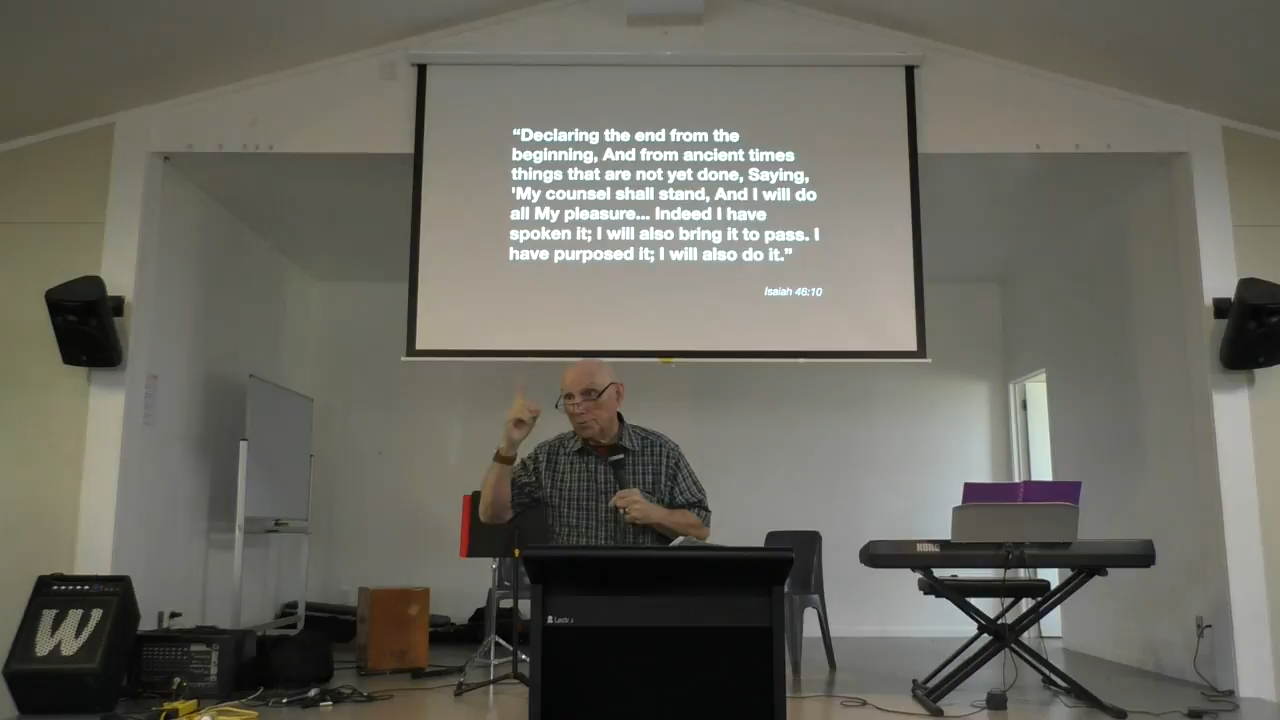 “Declaring the end from the
beginning, And from ancient times
things that are not yet done, Saying,
'My counsel shall stand, And I will do
all My pleasure... Indeed I have
spoken it; I will also bring it to pass. I
have purposed it; I will also do it.”
Isaiah 46:10
KORG
W